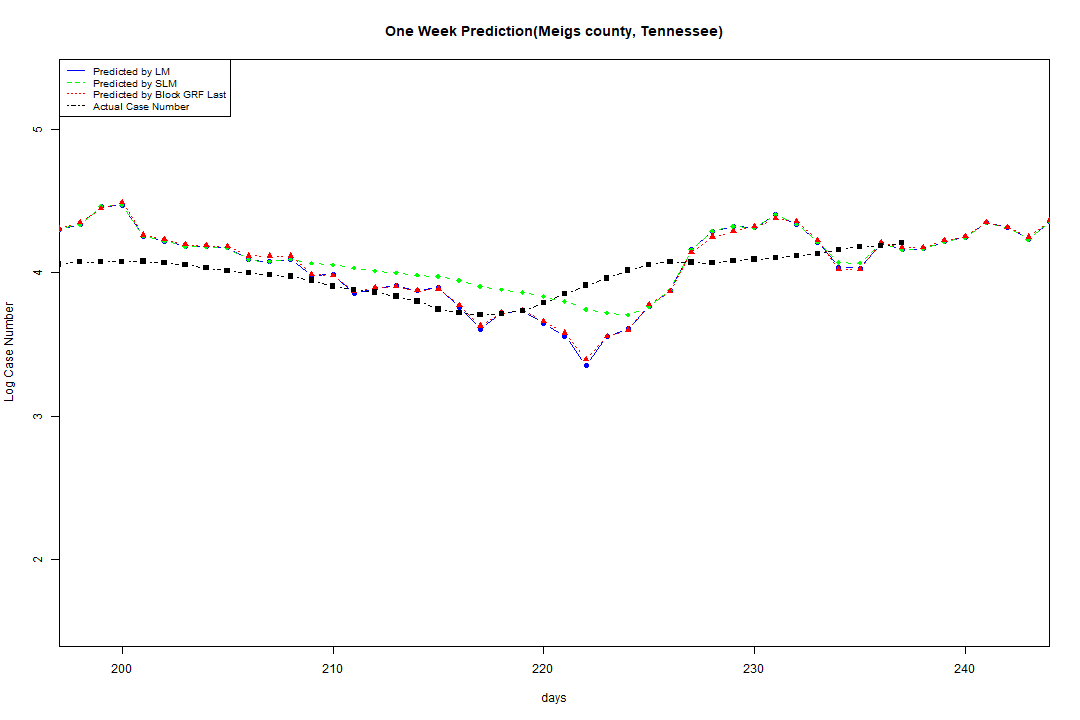 One Week Prediction(Meigs county, Tennessee)
Predicted by LM
Predicted by SLM
Predicted by Block GRF Last
Actual Case Number
5
4
3
2
Log Case Number
200 210 220 230 240
days